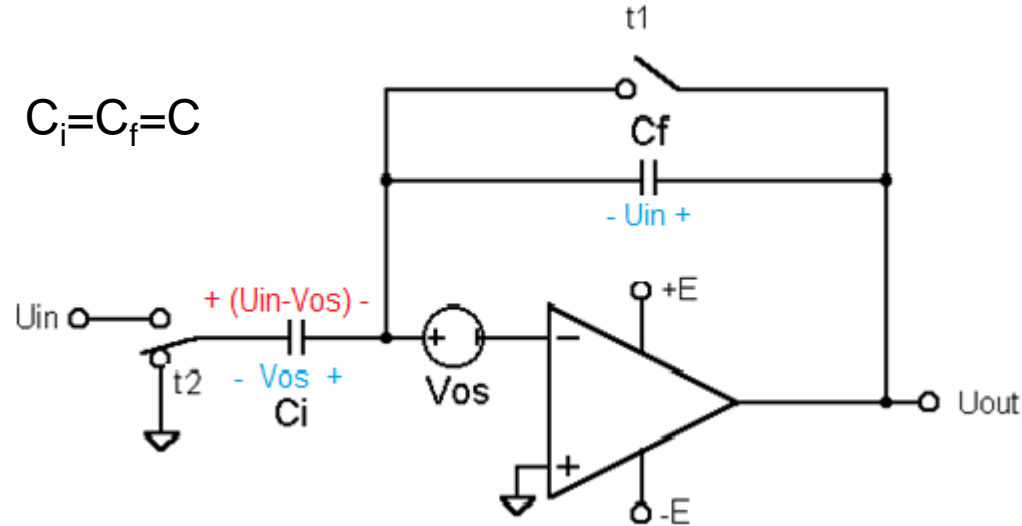 t1
Ci=Cf=C
Cf
- Uin +
+E
+ (Uin-Vos) -
Uin
+
-
t2
- Vos +
Vos
Ci
Uout
+
-E